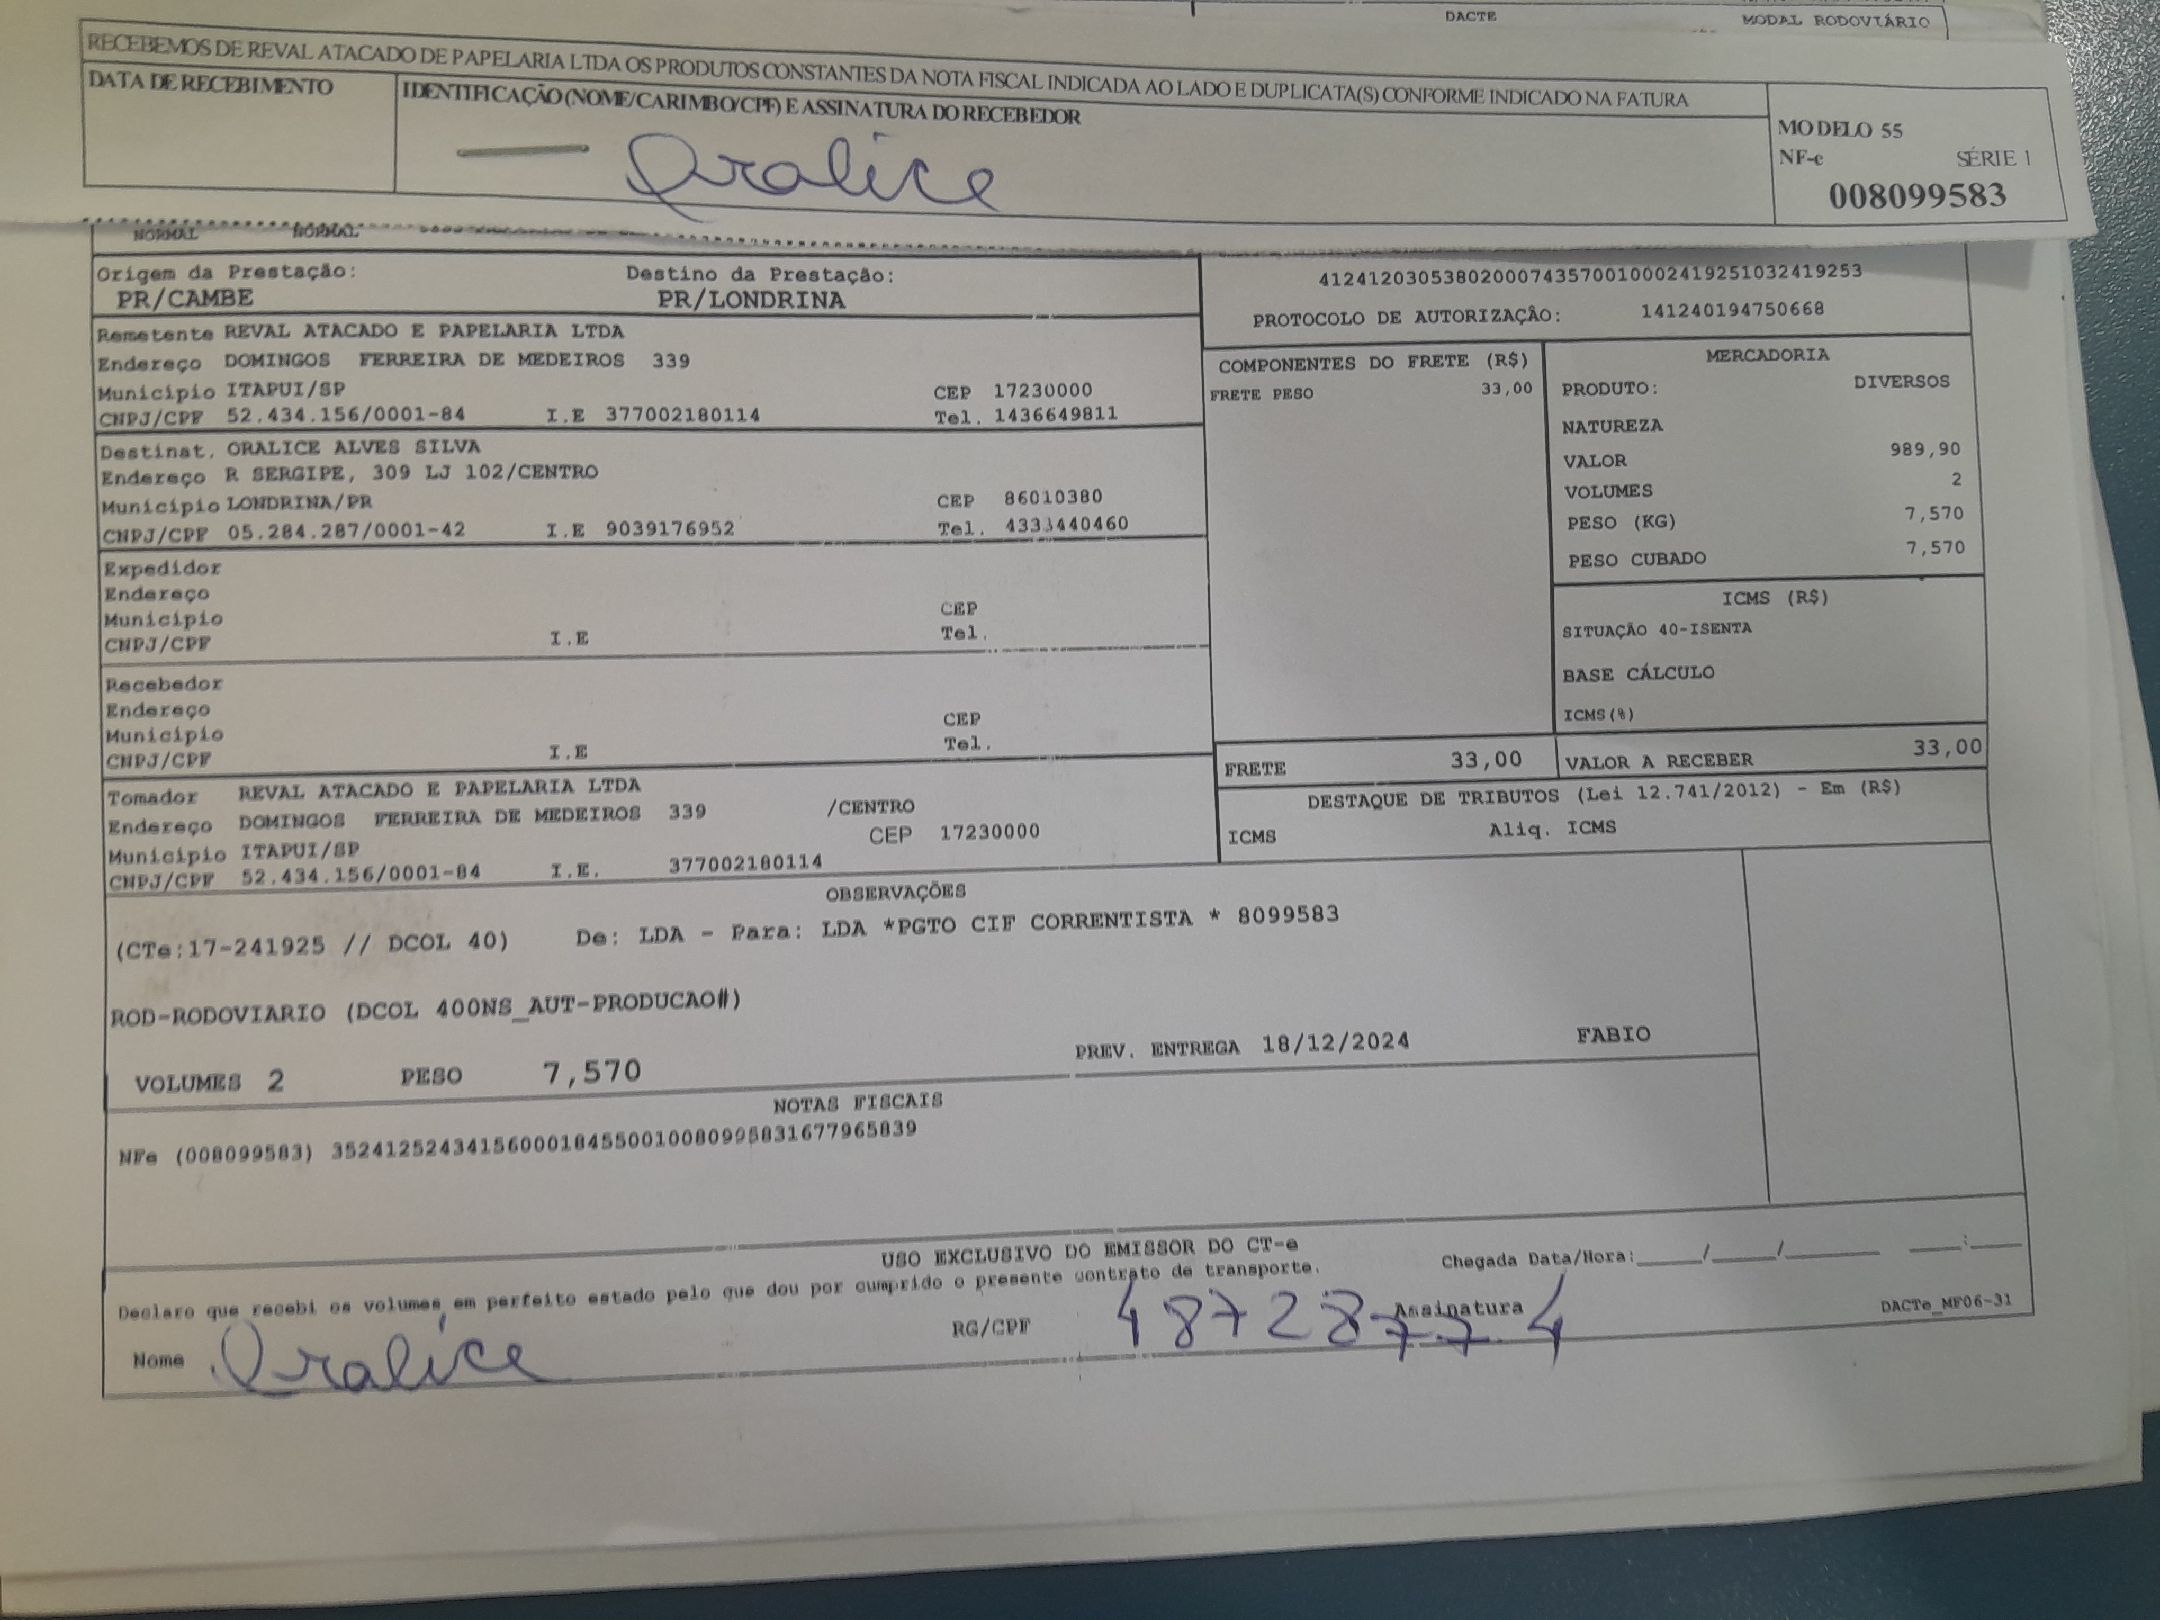 DACTE MODAL RODOVIÁRIO
RECEBEMOS DE REVAL ATACADO DE PAPELARIA LTDA OS PRODUTOS CONSTANTES DA NOTA FISCAL INDICADA AO LADO E DUPLICATA(S) CONFORME INDICADO NA FATURA
DATA DE RECEBIMENTO
IDENTIFICAÇÃO (NOME/CARIMBO/CPF) E ASSINATURA DO RECEBEDOR
Oralice
MODELO 55
NF-e SÉRIE 1
008099583
NORMAL NORMAL
Origem da Prestação: Destino da Prestação:
PR/CAMBE PR/LONDRINA
41241203053802000743570010002419251032419253
PROTOCOLO DE AUTORIZAÇÃO: 141240194750668
Remetente REVAL ATACADO E PAPELARIA LTDA
Endereço DOMINGOS FERREIRA DE MEDEIROS 339
Município ITAPUI/SP CEP 17230000
CNPJ/CPF 52.434.156/0001-84 I.E 377002180114 Tel. 1436649811
Destinat. ORALICE ALVES SILVA
Endereço R SERGIPE, 309 LJ 102/CENTRO
Município LONDRINA/PR CEP 86010380
CNPJ/CPF 05.284.287/0001-42 I.E 9039176952 Tel. 4333440460
Expedidor
Endereço
Município CEP
CNPJ/CPF I.E Tel.
Recebedor
Endereço
Município CEP
CNPJ/CPF I.E Tel.
Tomador REVAL ATACADO E PAPELARIA LTDA
Endereço DOMINGOS FERREIRA DE MEDEIROS 339 /CENTRO
Município ITAPUI/SP CEP 17230000
CNPJ/CPF 52.434.156/0001-84 I.E. 377002180114
COMPONENTES DO FRETE (R$)
FRETE PESO 33,00
MERCADORIA
PRODUTO: DIVERSOS
NATUREZA
VALOR 989,90
VOLUMES 2
PESO (KG) 7,570
PESO CUBADO 7,570
ICMS (R$)
SITUAÇÃO 40-ISENTA
BASE CÁLCULO
ICMS(%)
FRETE 33,00 VALOR A RECEBER 33,00
DESTAQUE DE TRIBUTOS (Lei 12.741/2012) - Em (R$)
ICMS Aliq. ICMS
OBSERVAÇÕES
(CTe:17-241925 // DCOL 40) De: LDA - Para: LDA *PGTO CIF CORRENTISTA * 8099583
ROD-RODOVIARIO (DCOL 400NS_AUT-PRODUCAO#)
VOLUMES 2 PESO 7,570 PREV. ENTREGA 18/12/2024 FABIO
NOTAS FISCAIS
NFe (008099583) 35241252434156000184550010080995831677965839
USO EXCLUSIVO DO EMISSOR DO CT-e
Declaro que recebi os volumes em perfeito estado pelo que dou por cumprido o presente contrato de transporte.
Chegada Data/Hora:____/____/______ ___:___
Nome Oralice RG/CPF 48728774 Assinatura
DACTe_MF06-31